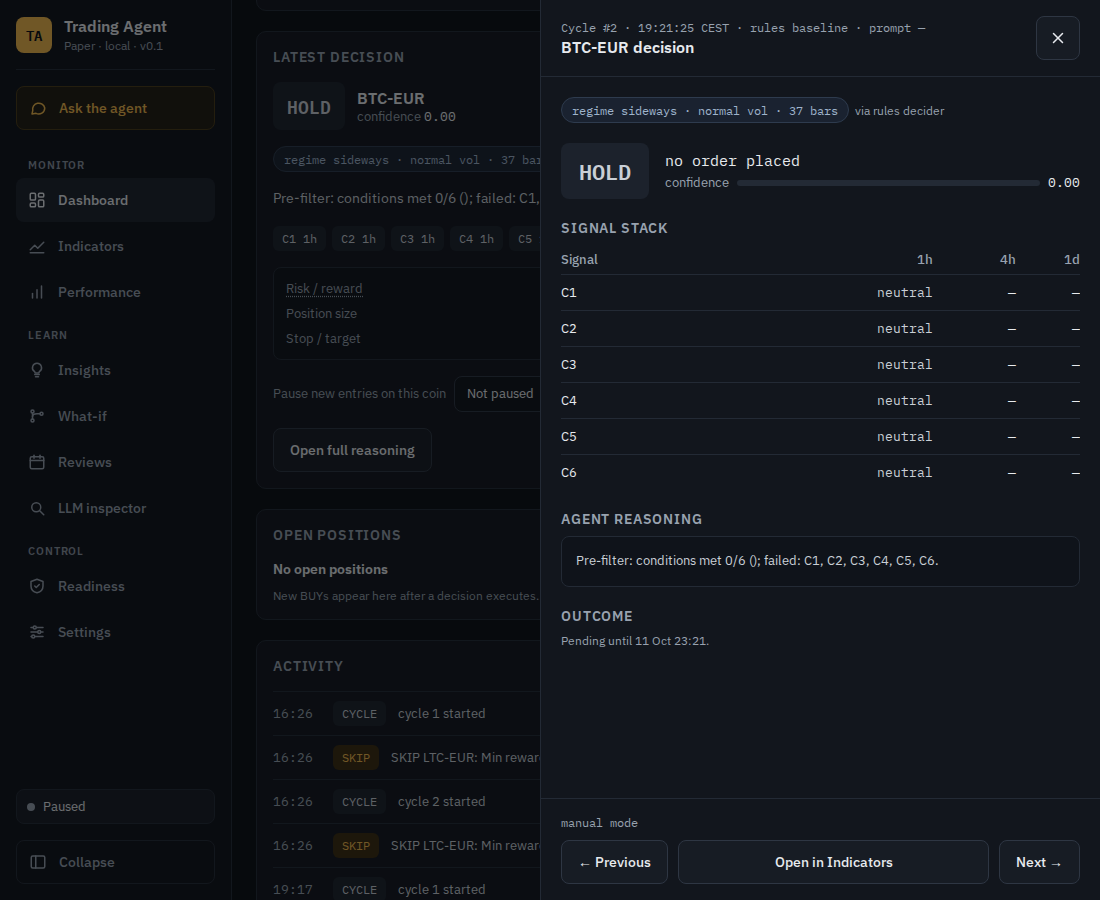 TA
Trading Agent
Paper · local · v0.1
Ask the agent
MONITOR
Dashboard
Indicators
Performance
LEARN
Insights
What-if
Reviews
LLM inspector
CONTROL
Readiness
Settings
Paused
Collapse
LATEST DECISION
HOLD
BTC-EUR
confidence 0.00
regime sideways · normal vol · 37 bar
Pre-filter: conditions met 0/6 (); failed: C1,
C1 1h C2 1h C3 1h C4 1h C5
Risk / reward
Position size
Stop / target
Pause new entries on this coin Not paused
Open full reasoning
OPEN POSITIONS
No open positions
New BUYs appear here after a decision executes.
ACTIVITY
16:26 CYCLE cycle 1 started
16:26 SKIP SKIP LTC-EUR: Min rewar
16:26 CYCLE cycle 2 started
16:26 SKIP SKIP LTC-EUR: Min rewar
19:17 CYCLE cycle 1 started
Cycle #2 · 19:21:25 CEST · rules baseline · prompt —
BTC-EUR decision
regime sideways · normal vol · 37 bars via rules decider
HOLD
no order placed
confidence 0.00
SIGNAL STACK
Signal 1h 4h 1d
C1 neutral — —
C2 neutral — —
C3 neutral — —
C4 neutral — —
C5 neutral — —
C6 neutral — —
AGENT REASONING
Pre-filter: conditions met 0/6 (); failed: C1, C2, C3, C4, C5, C6.
OUTCOME
Pending until 11 Oct 23:21.
manual mode
← Previous
Open in Indicators
Next →